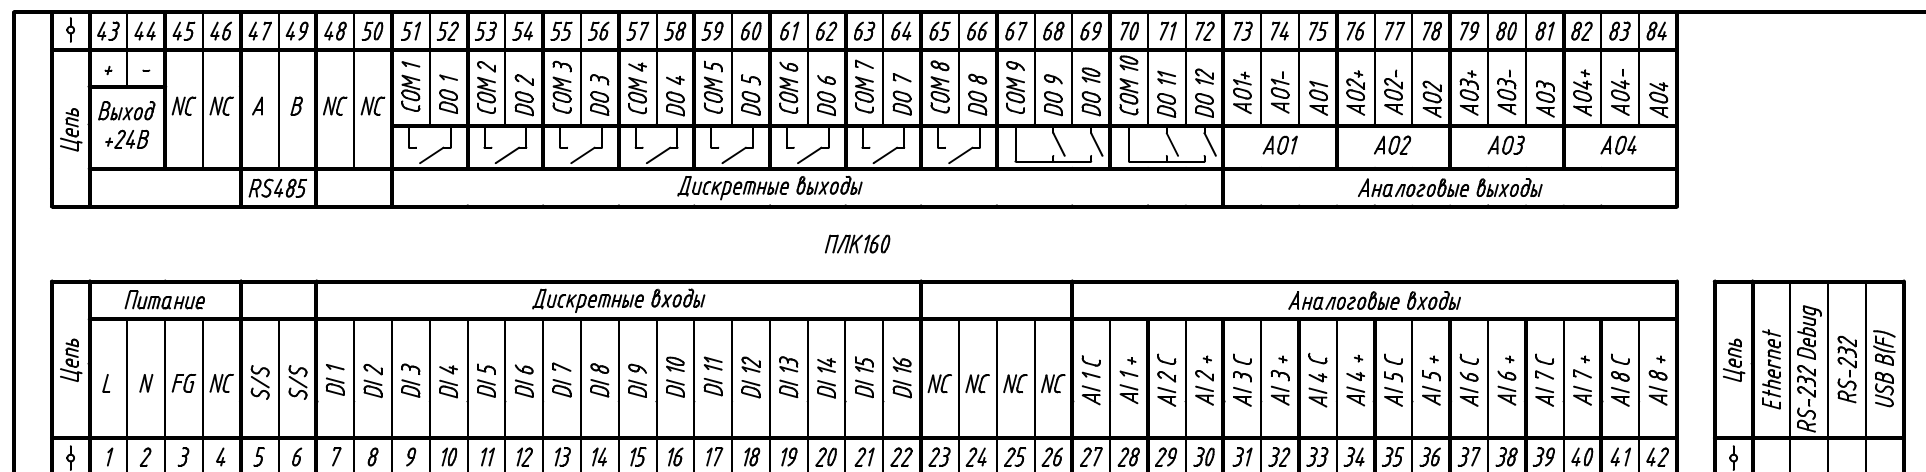 43 44 45 46 47 49 48 50 51 52 53 54 55 56 57 58 59 60 61 62 63 64 65 66 67 68 69 70 71 72 73 74 75 76 77 78 79 80 81 82 83 84
Цепь + - NC NC A B NC NC COM 1 DO 1 COM 2 DO 2 COM 3 DO 3 COM 4 DO 4 COM 5 DO 5 COM 6 DO 6 COM 7 DO 7 COM 8 DO 8 COM 9 DO 9 DO 10 COM 10 DO 11 DO 12 AO1+ AO1- AO1 AO2+ AO2- AO2 AO3+ AO3- AO3 AO4+ AO4- AO4
Выход
+24В AO1 AO2 AO3 AO4
RS485 Дискретные выходы Аналоговые выходы
ПЛК160
Питание Дискретные входы Аналоговые входы
Цепь L N FG NC S/S S/S DI 1 DI 2 DI 3 DI 4 DI 5 DI 6 DI 7 DI 8 DI 9 DI 10 DI 11 DI 12 DI 13 DI 14 DI 15 DI 16 NC NC NC NC AI 1 C AI 1 + AI 2 C AI 2 + AI 3 C AI 3 + AI 4 C AI 4 + AI 5 C AI 5 + AI 6 C AI 6 + AI 7 C AI 7 + AI 8 C AI 8 + Цепь Ethernet RS-232 Debug RS-232 USB B(F)
1 2 3 4 5 6 7 8 9 10 11 12 13 14 15 16 17 18 19 20 21 22 23 24 25 26 27 28 29 30 31 32 33 34 35 36 37 38 39 40 41 42